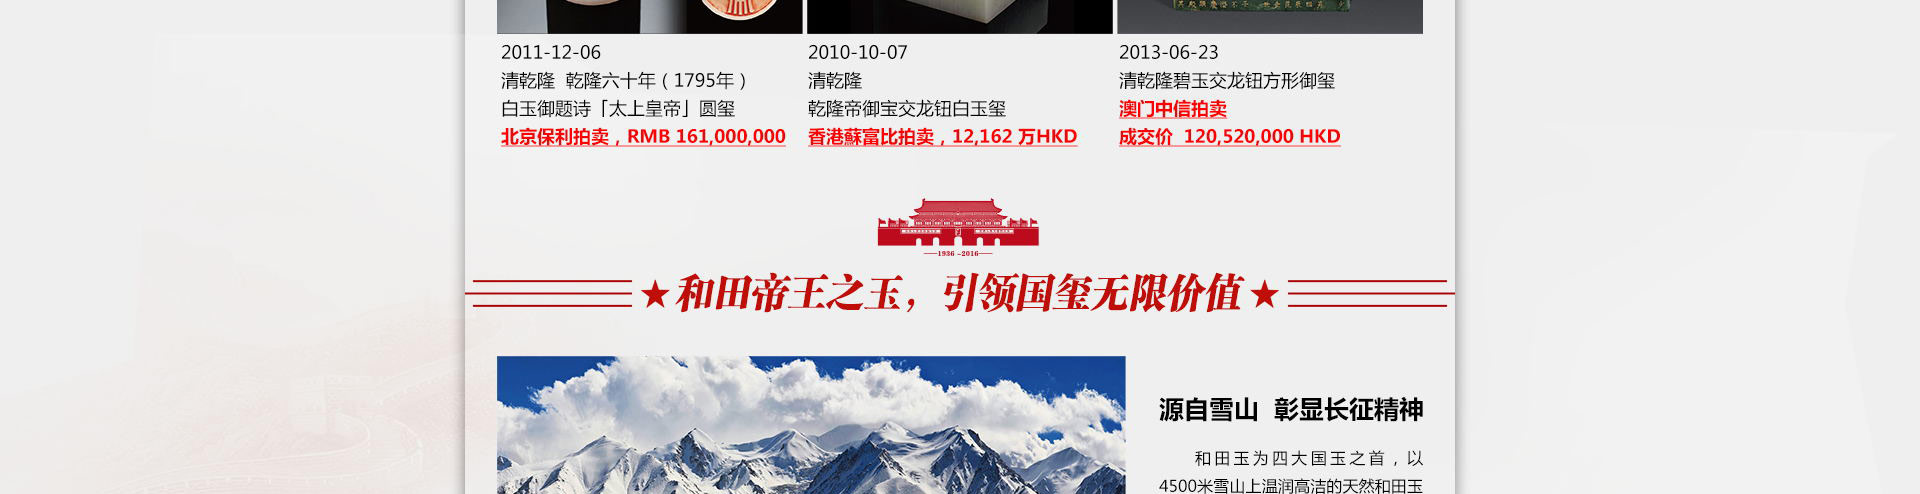 2011-12-06
清乾隆 乾隆六十年（1795年）
白玉御题诗「太上皇帝」圆玺
北京保利拍卖，RMB 161,000,000
2010-10-07
清乾隆
乾隆帝御宝交龙钮白玉玺
香港蘇富比拍卖，12,162 万HKD
2013-06-23
清乾隆碧玉交龙钮方形御玺
澳门中信拍卖
成交价 120,520,000 HKD
1936 -2016
★和田帝王之玉，引领国玺无限价值★
源自雪山 彰显长征精神
和田玉为四大国玉之首，以
4500米雪山上温润高洁的天然和田玉